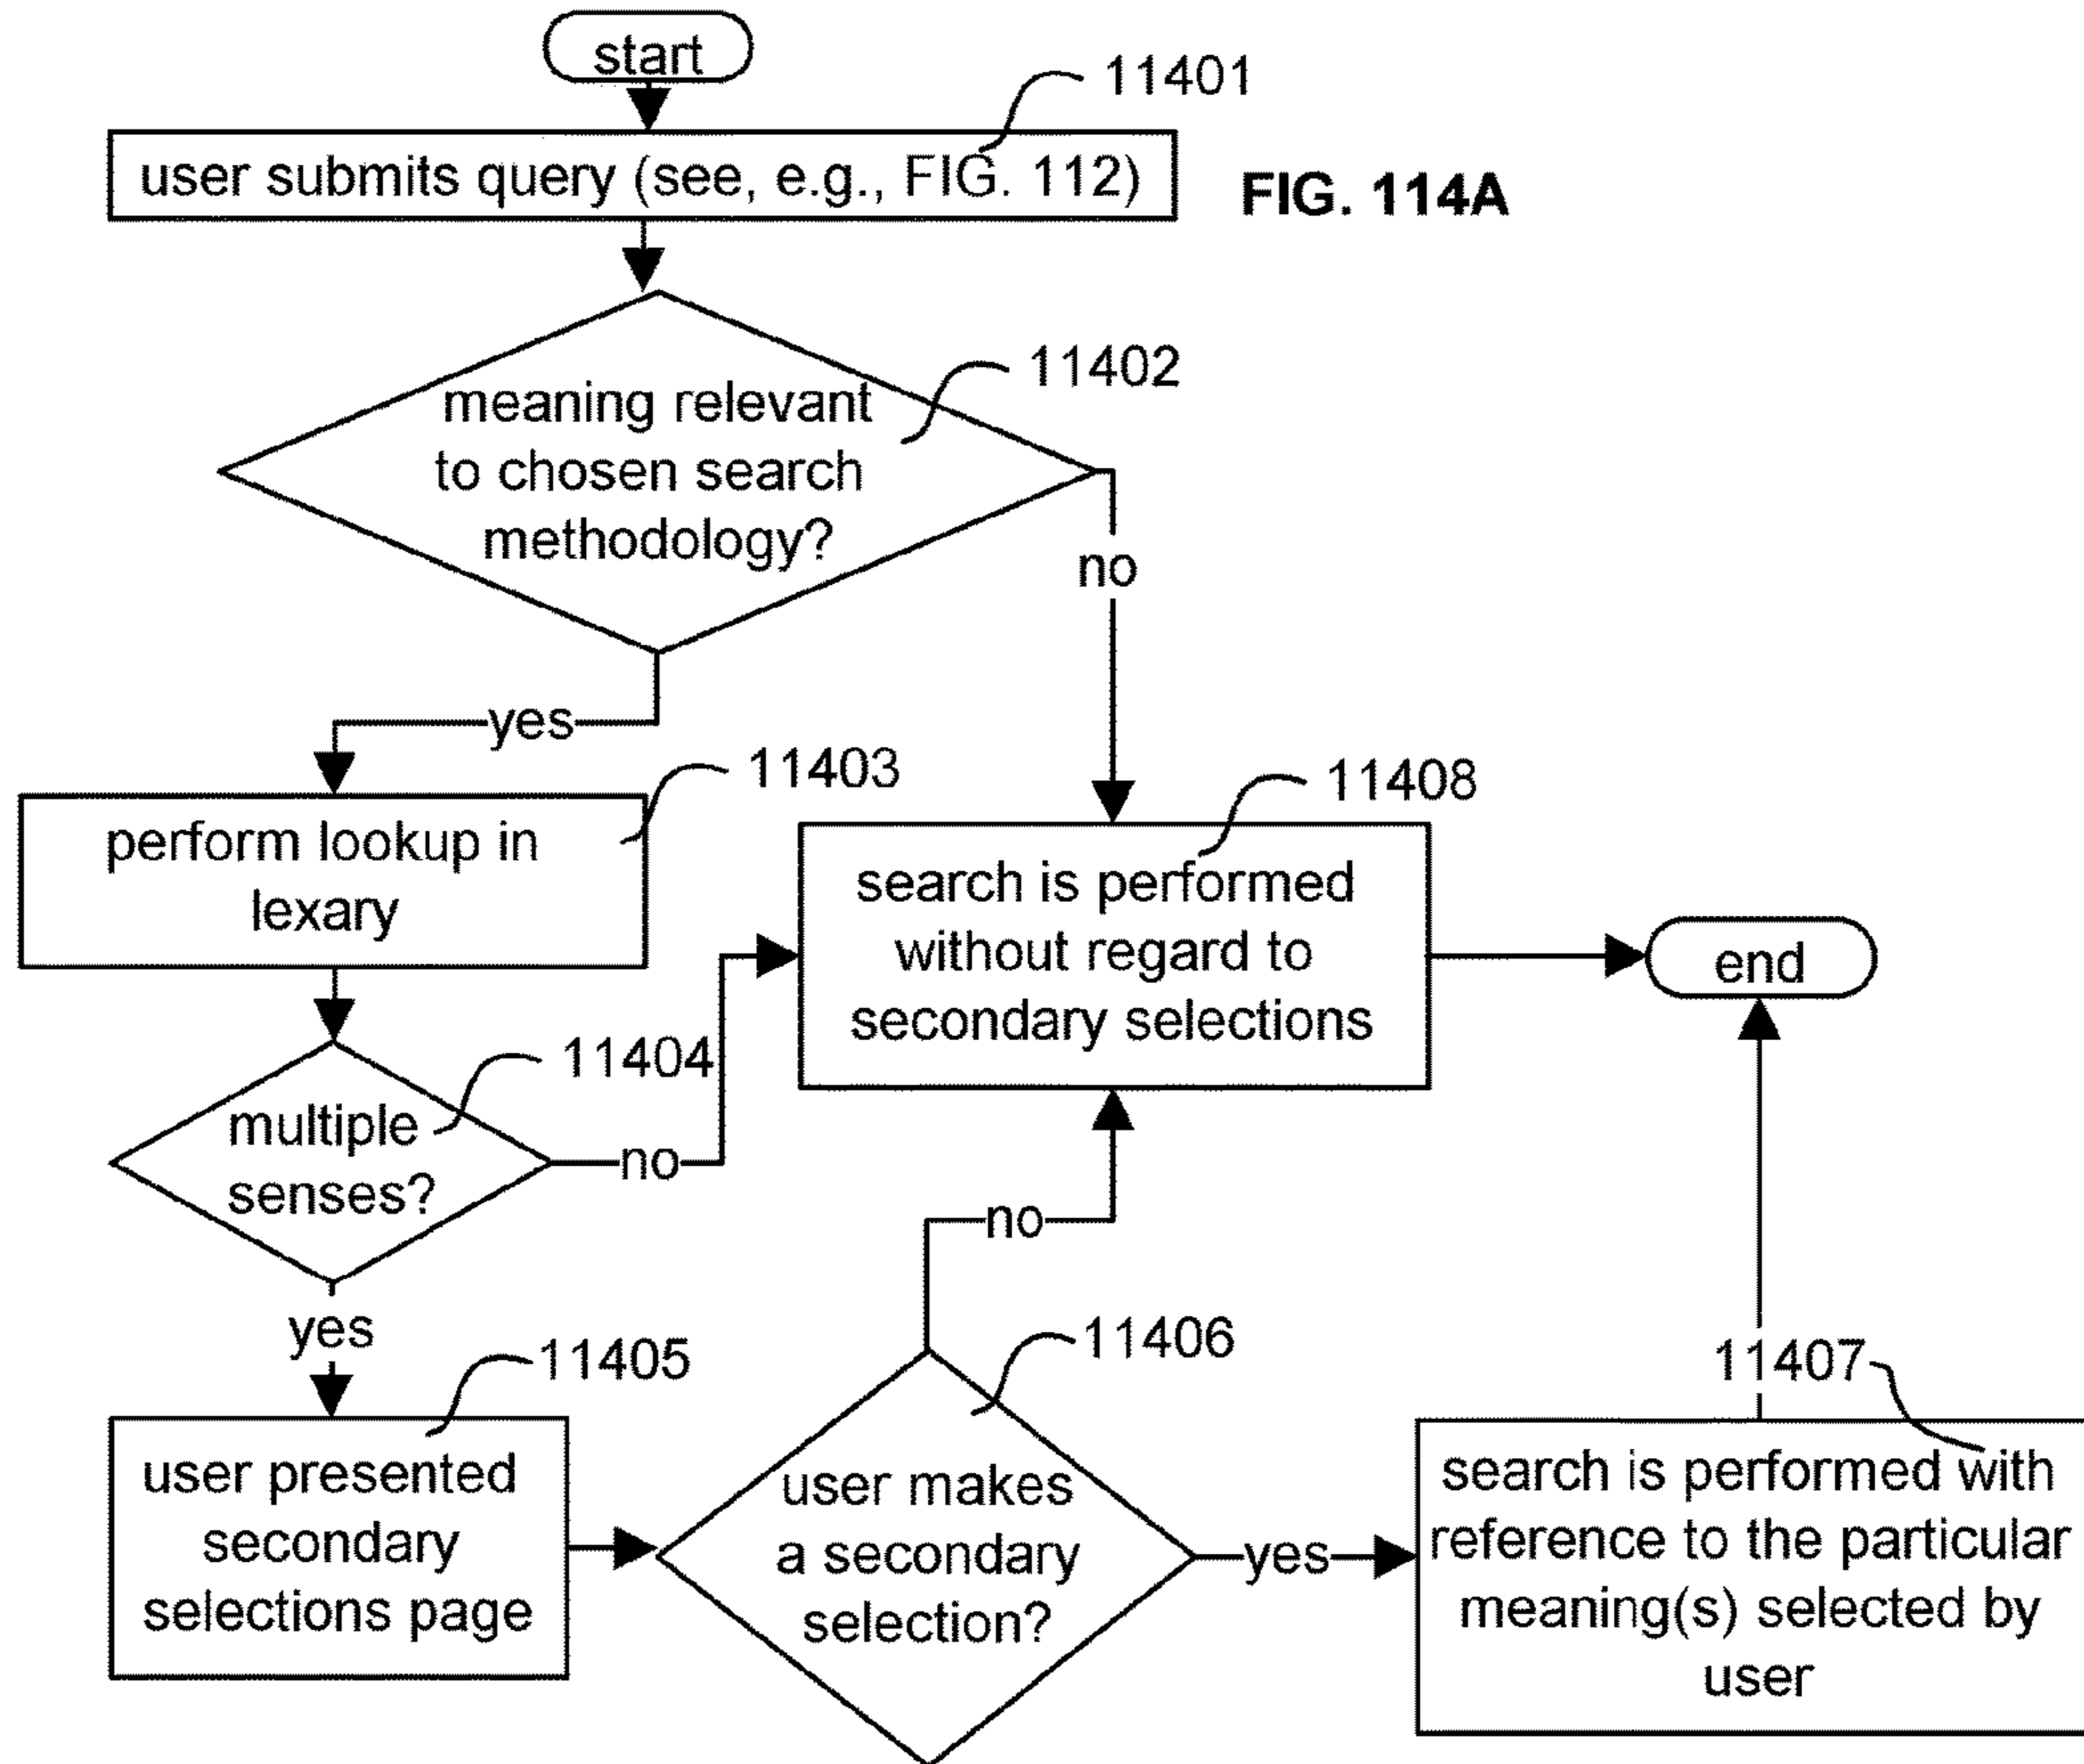 start
11401
user submits query (see, e.g., FIG. 112)
FIG. 114A
11402
meaning relevant
to chosen search
methodology?
no
yes
11403
perform lookup in
lexary
11408
search is performed
without regard to
secondary selections
end
11404
multiple
senses?
no
no
yes
11405
user presented
secondary
selections page
11406
user makes
a secondary
selection?
yes
11407
search is performed with
reference to the particular
meaning(s) selected by
user